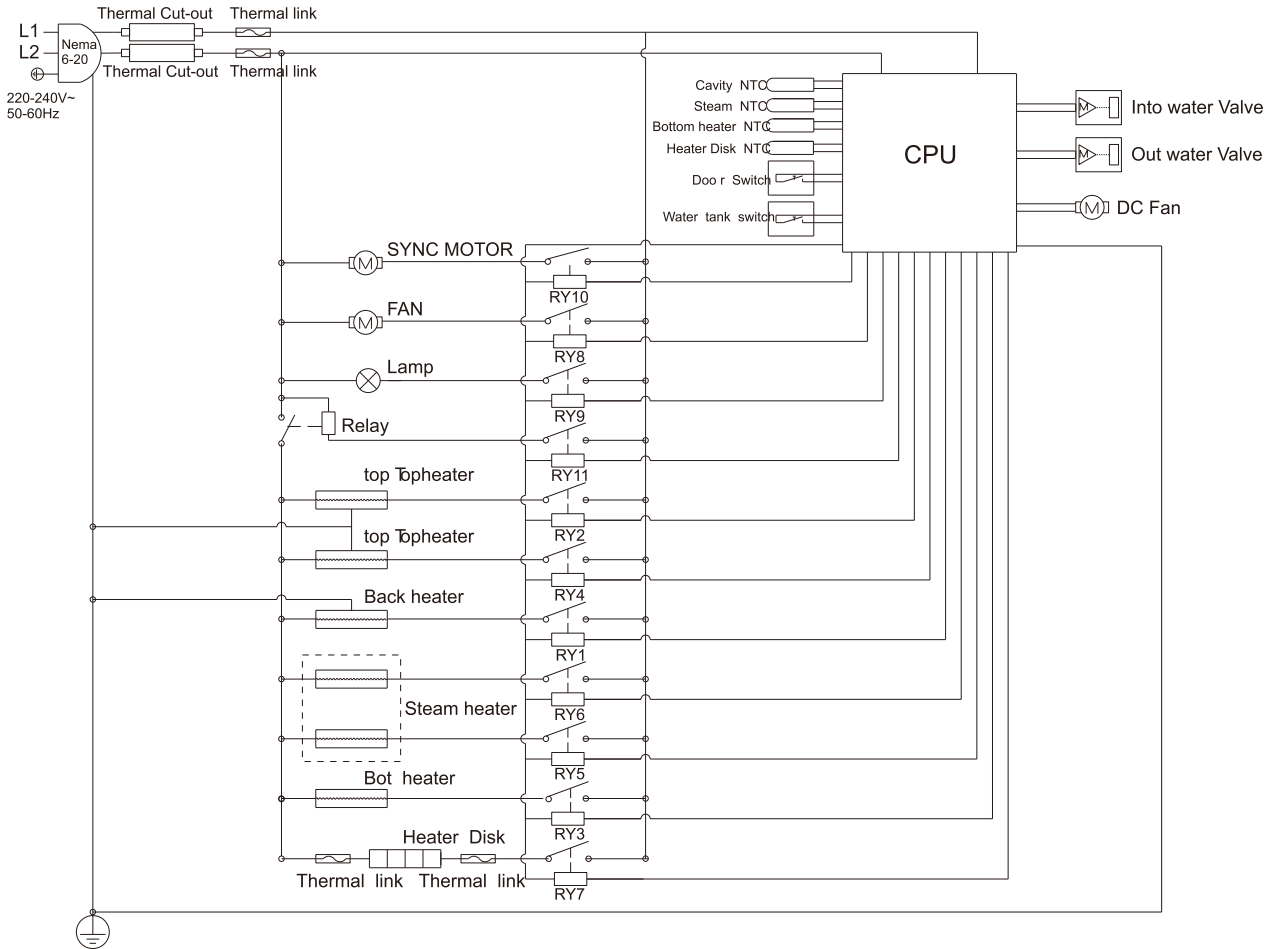 Thermal Cut-out
Thermal link
L1
L2
Nema
6-20
Thermal Cut-out
Thermal link
220-240V~
50-60Hz
Cavity NTC
Steam NTC
Bottom heater NTC
Heater Disk NTC
Doo r Switch
Water tank switch
CPU
Into water Valve
M
Out water Valve
M
DC Fan
M
SYNC MOTOR
M
RY10
FAN
M
RY8
Lamp
RY9
Relay
RY11
top Topheater
RY2
top Topheater
RY4
Back heater
RY1
Steam heater
RY6
RY5
Bot heater
RY3
Heater Disk
Thermal link
Thermal link
RY7